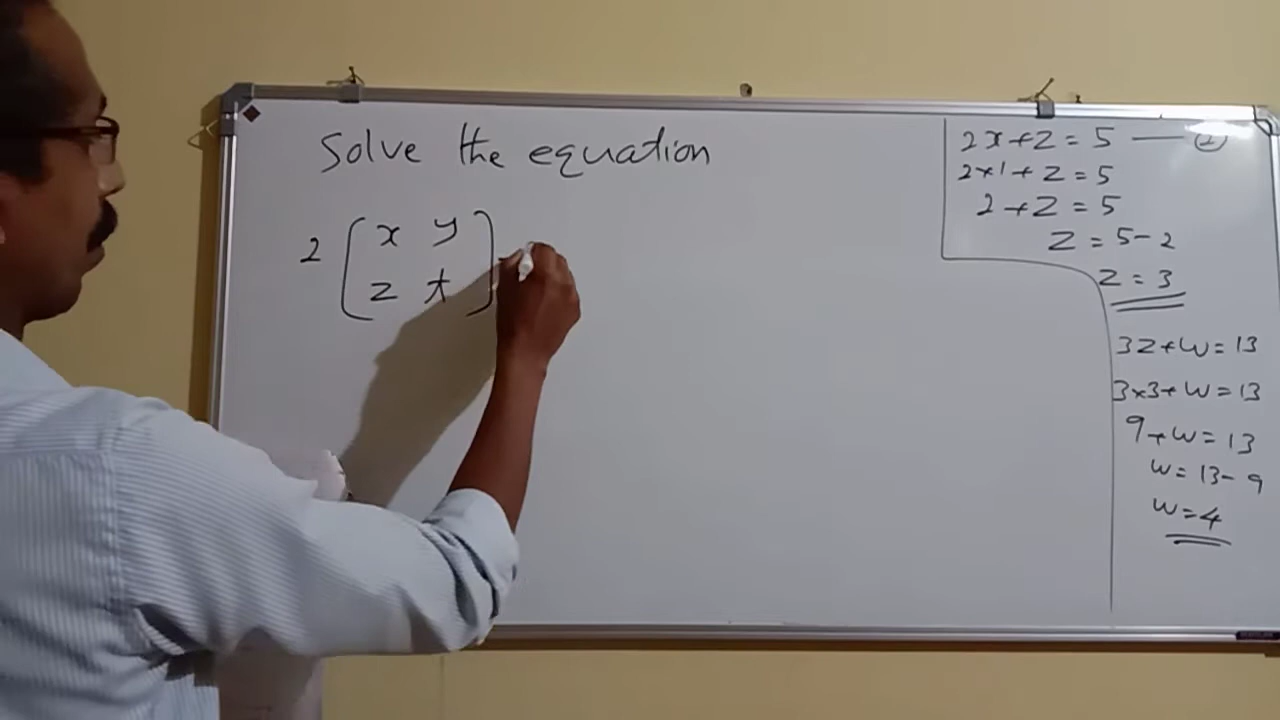 Solve the equation
2 [ x y
z t ]
2x+z = 5 — ②
2×1 + z = 5
2 + z = 5
z = 5-2
z = 3
3z+w = 13
3×3+w = 13
9+w = 13
w = 13-9
w = 4